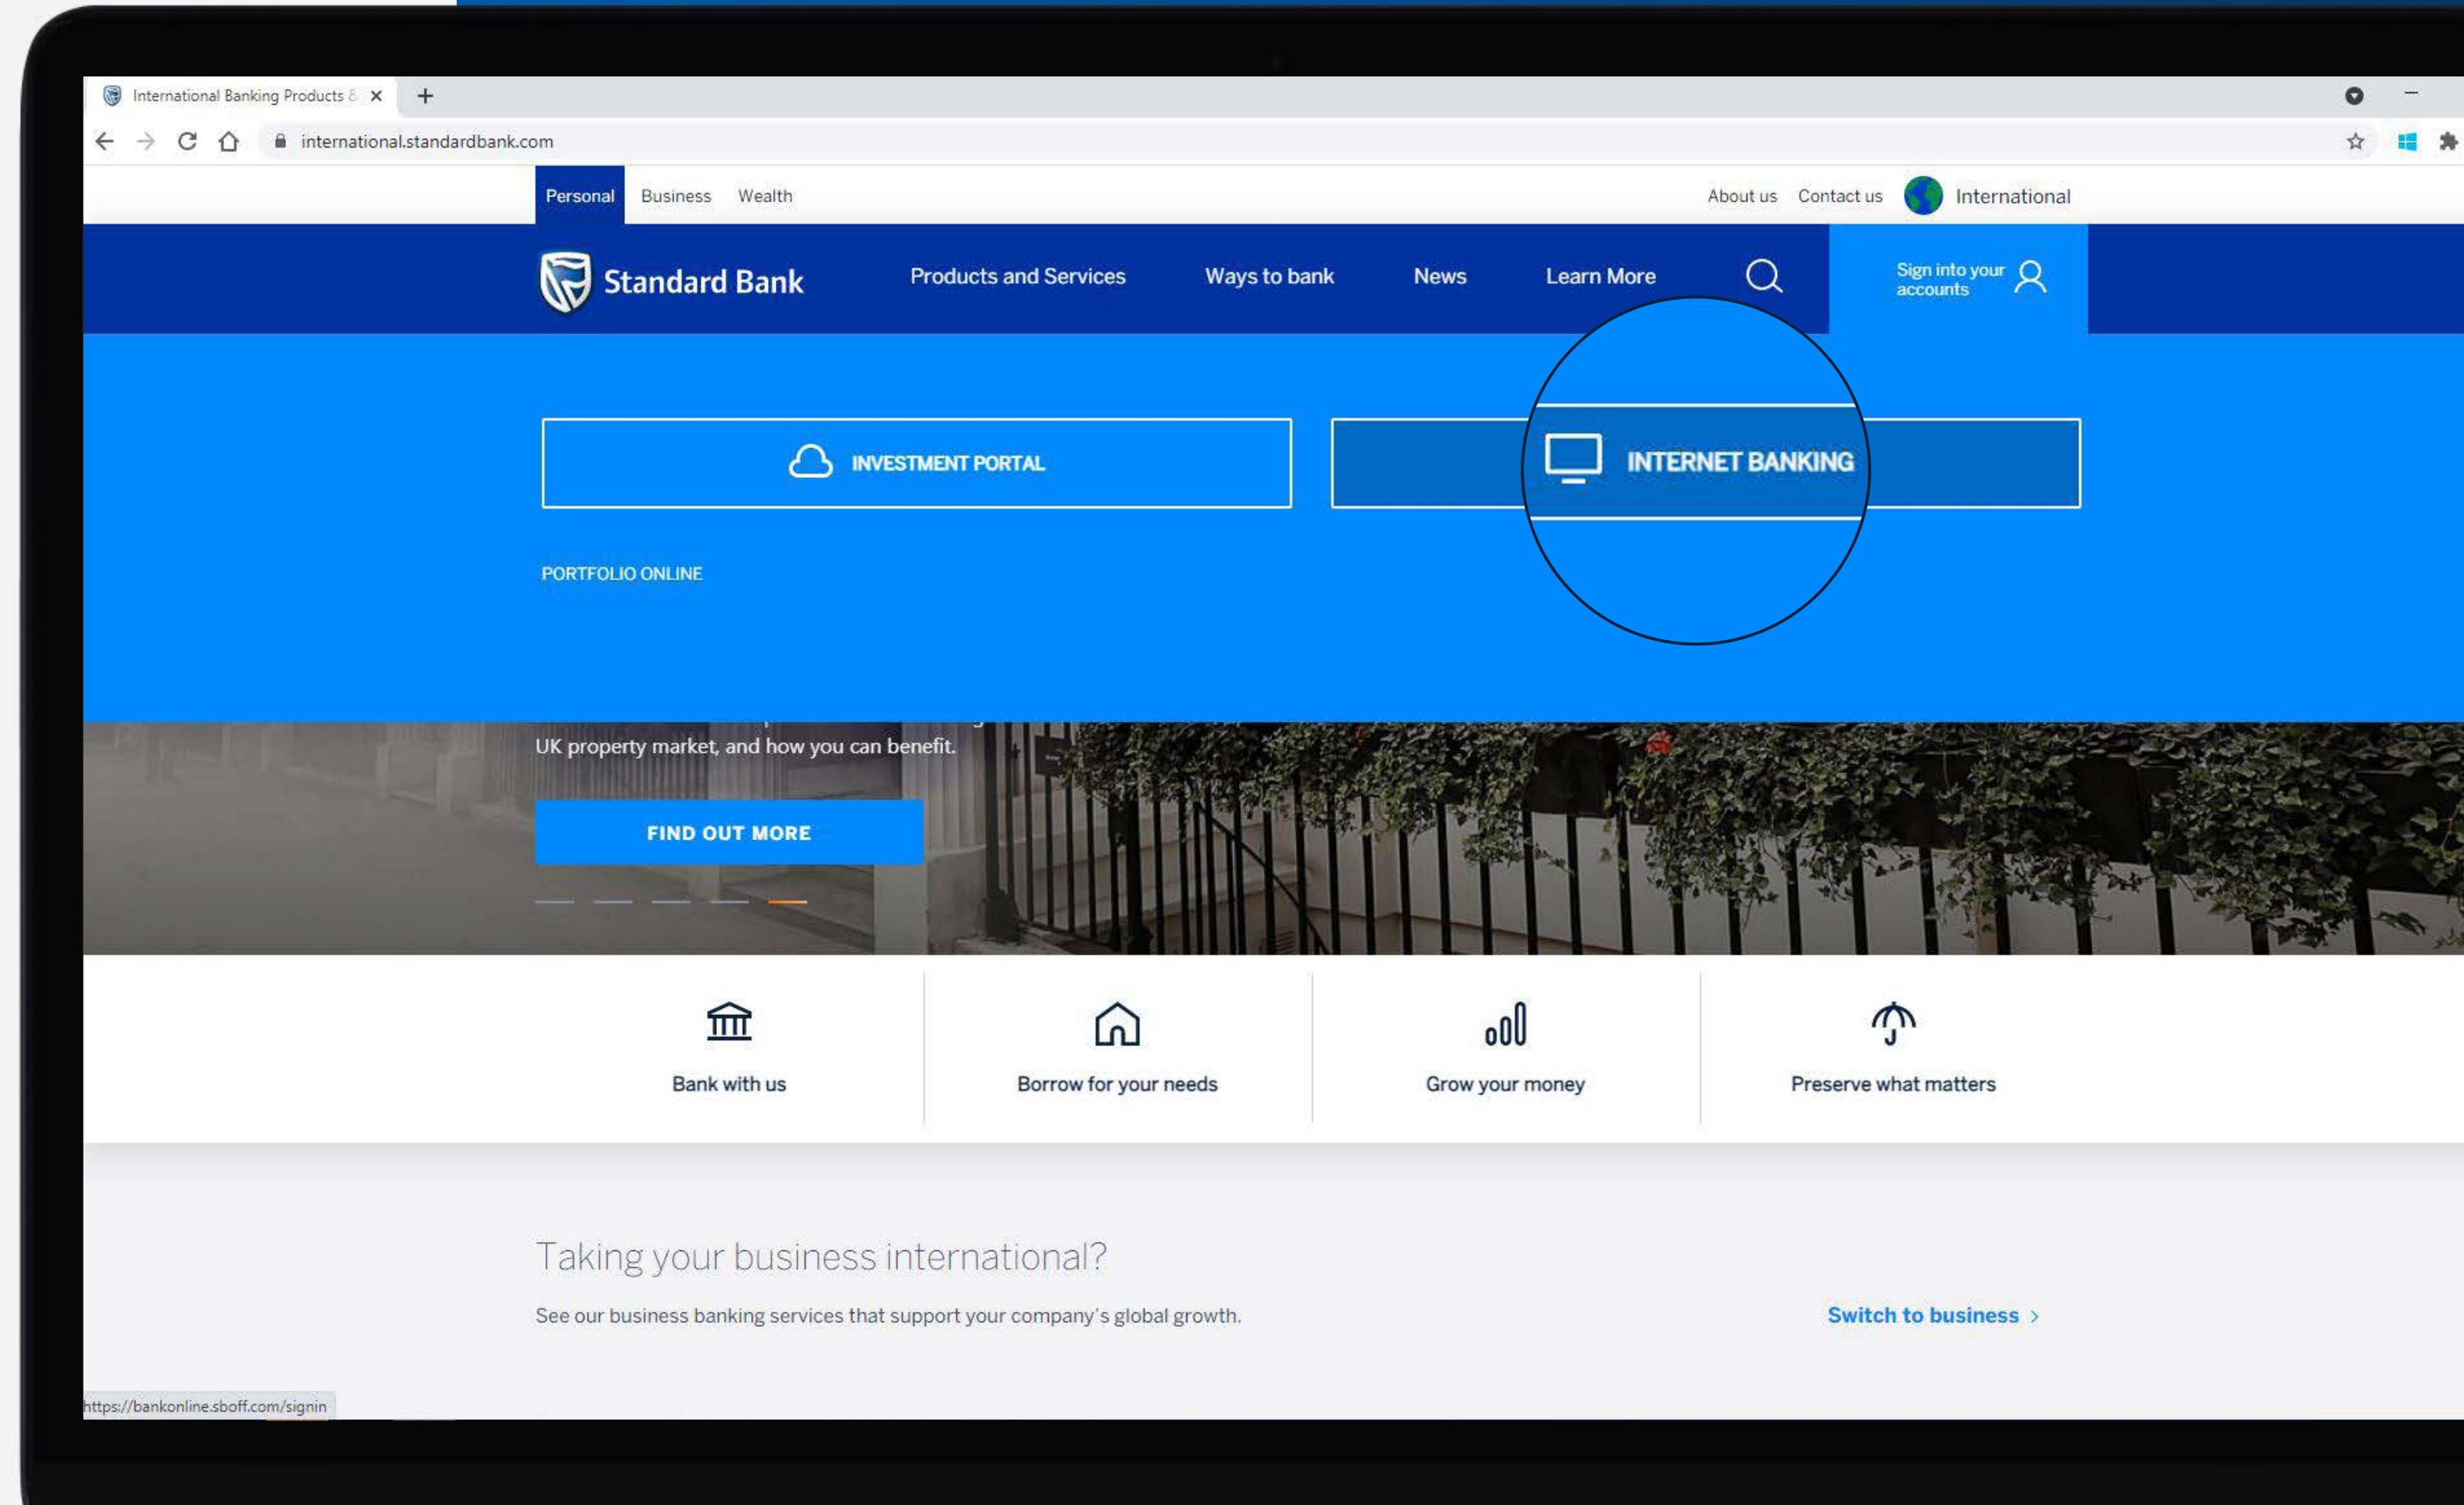 International Banking Products &
international.standardbank.com
Personal Business Wealth
About us Contact us International
Standard Bank
Products and Services Ways to bank News Learn More
Sign into your
accounts
INVESTMENT PORTAL
INTERNET BANKING
PORTFOLIO ONLINE
UK property market, and how you can benefit.
FIND OUT MORE
Bank with us
Borrow for your needs
Grow your money
Preserve what matters
Taking your business international?
See our business banking services that support your company's global growth.
Switch to business >
https://bankonline.sboff.com/signin